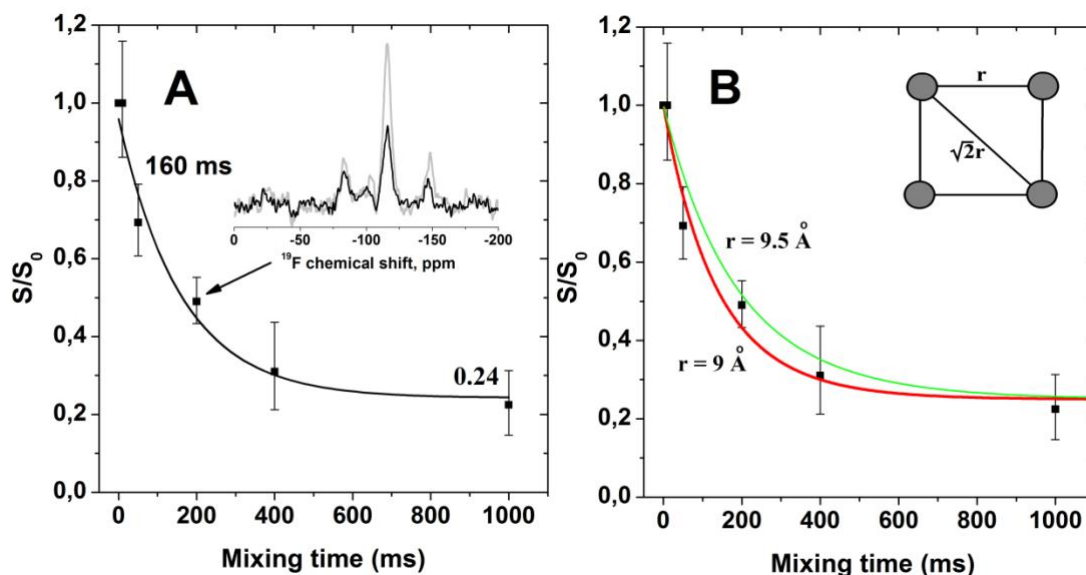 A
160 ms
0 -50 -100 -150 -200
¹⁹F chemical shift, ppm
0.24
1,2
1,0
0,8
0,6
0,4
0,2
0,0
S/S₀
0 200 400 600 800 1000
Mixing time (ms)
B
r
√2r
r = 9.5 Å
r = 9 Å
1,2
1,0
0,8
0,6
0,4
0,2
0,0
S/S₀
0 200 400 600 800 1000
Mixing time (ms)